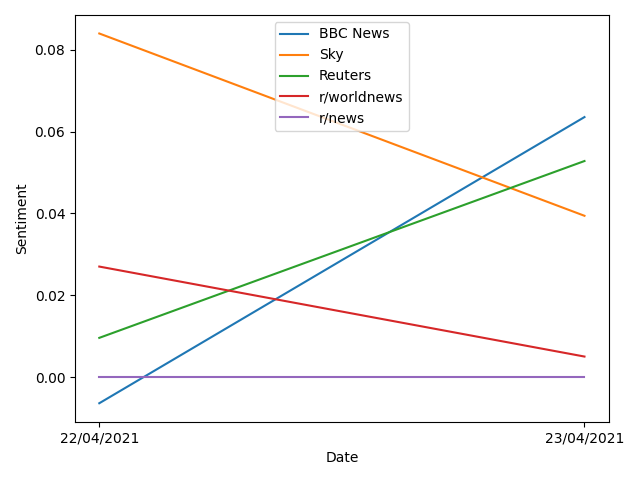 BBC News
Sky
Reuters
r/worldnews
r/news
0.08
0.06
0.04
0.02
0.00
Sentiment
22/04/2021
23/04/2021
Date